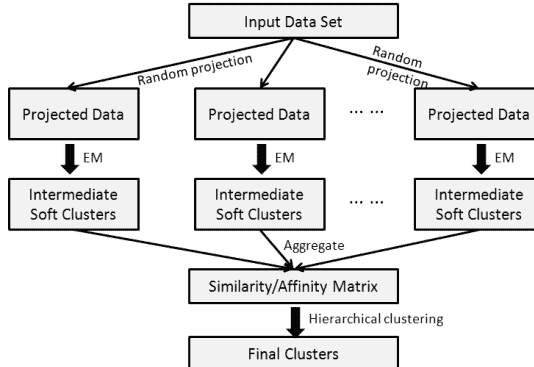 Input Data Set
Random projection
Random
projection
Projected Data
Projected Data
... ...
Projected Data
EM
EM
EM
Intermediate
Soft Clusters
Intermediate
Soft Clusters
... ...
Intermediate
Soft Clusters
Aggregate
Similarity/Affinity Matrix
Hierarchical clustering
Final Clusters